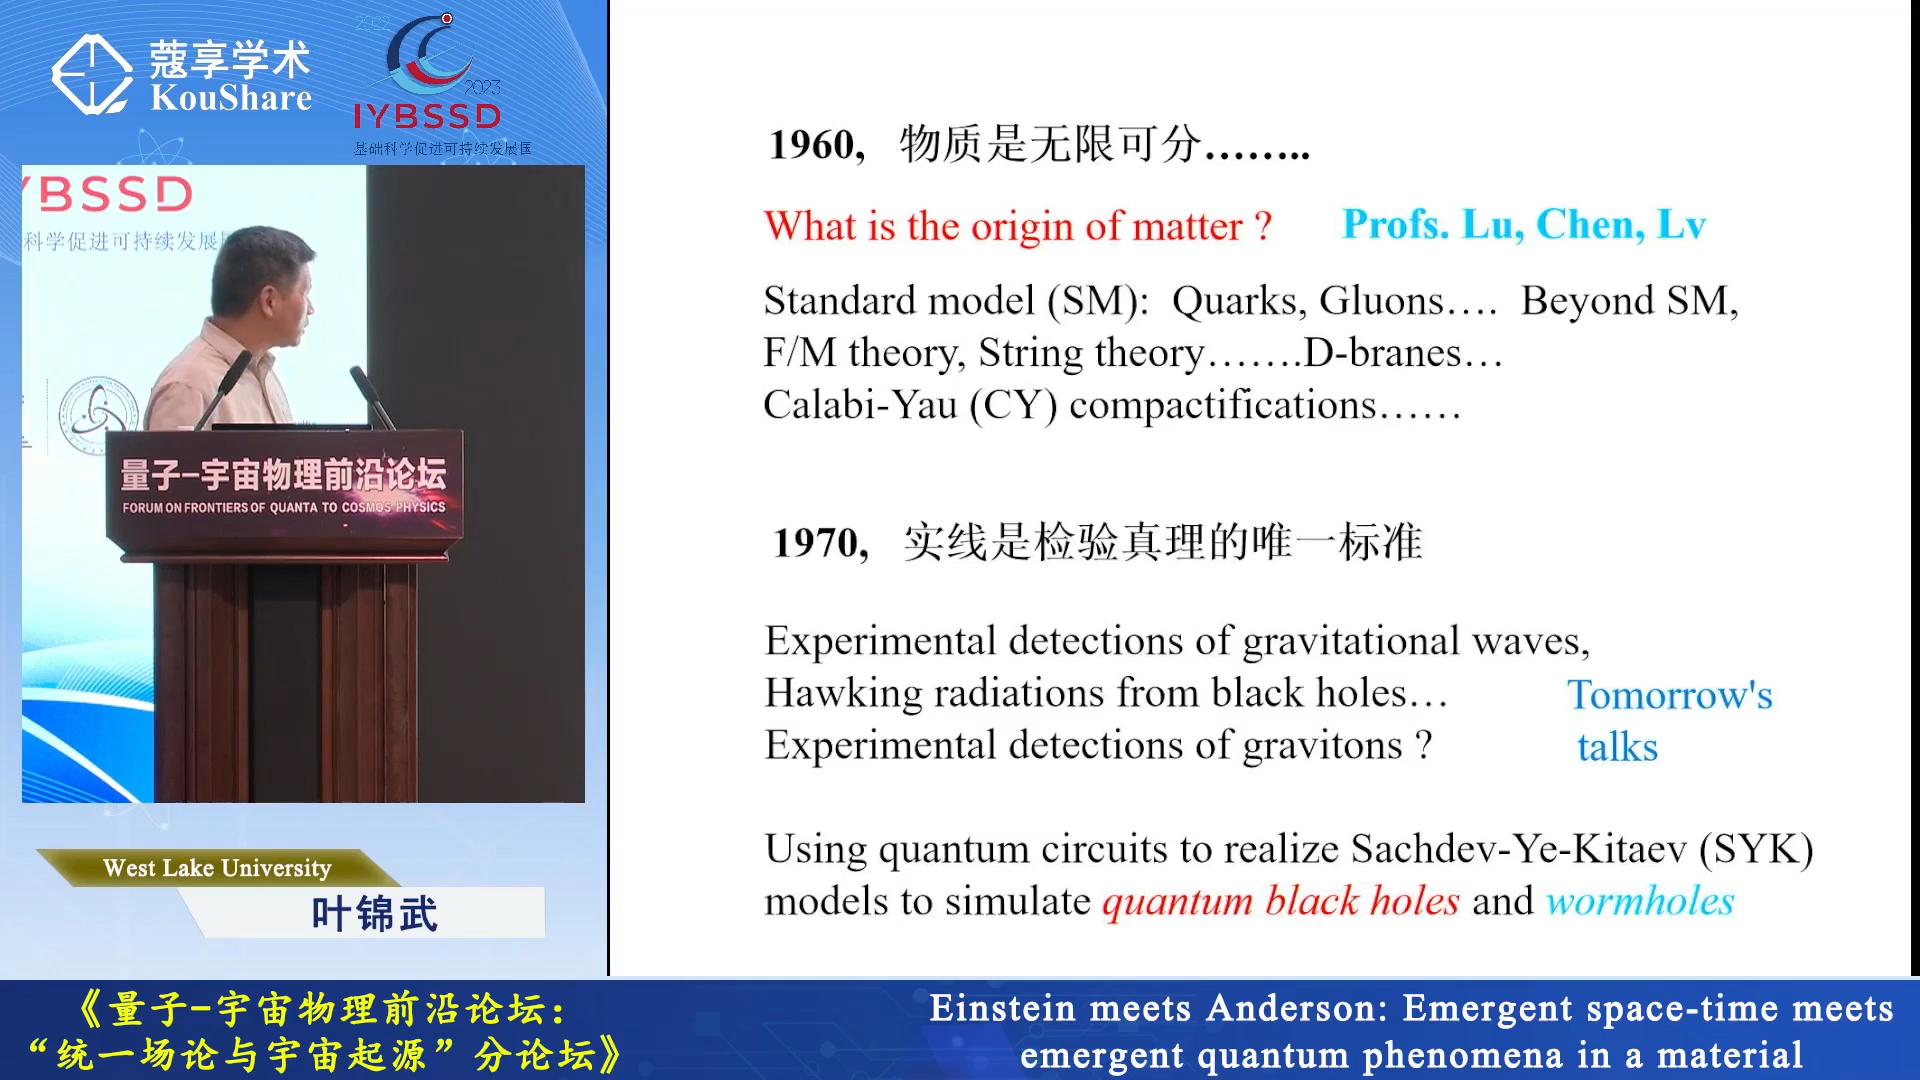 蔻享学术
KouShare
2022
2023
IYBSSD
基础科学促进可持续发展国
YBSSD
科学促进可持续发展国
量子-宇宙物理前沿论坛
FORUM ON FRONTIERS OF QUANTA TO COSMOS PHYSICS
West Lake University
叶锦武
1960, 物质是无限可分........
What is the origin of matter ? Profs. Lu, Chen, Lv
Standard model (SM): Quarks, Gluons…. Beyond SM,
F/M theory, String theory…….D-branes…
Calabi-Yau (CY) compactifications……
1970, 实线是检验真理的唯一标准
Experimental detections of gravitational waves,
Hawking radiations from black holes…
Experimental detections of gravitons ?
Tomorrow's
talks
Using quantum circuits to realize Sachdev-Ye-Kitaev (SYK)
models to simulate quantum black holes and wormholes
《量子-宇宙物理前沿论坛:
“统一场论与宇宙起源”分论坛》
Einstein meets Anderson: Emergent space-time meets
emergent quantum phenomena in a material